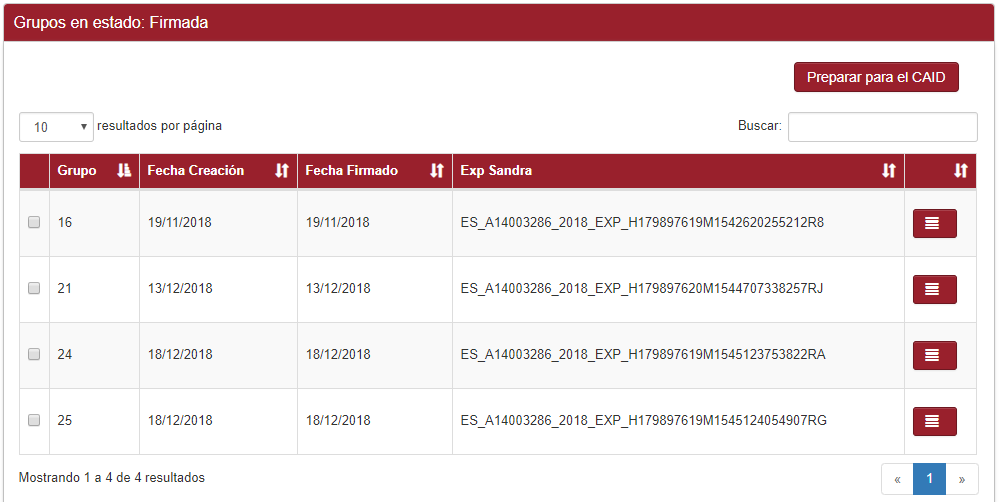 Grupos en estado: Firmada
Preparar para el CAID
10 resultados por página Buscar:
Grupo Fecha Creación Fecha Firmado Exp Sandra
16 19/11/2018 19/11/2018 ES_A14003286_2018_EXP_H179897619M1542620255212R8
21 13/12/2018 13/12/2018 ES_A14003286_2018_EXP_H179897620M1544707338257RJ
24 18/12/2018 18/12/2018 ES_A14003286_2018_EXP_H179897619M1545123753822RA
25 18/12/2018 18/12/2018 ES_A14003286_2018_EXP_H179897619M1545124054907RG
Mostrando 1 a 4 de 4 resultados « 1 »